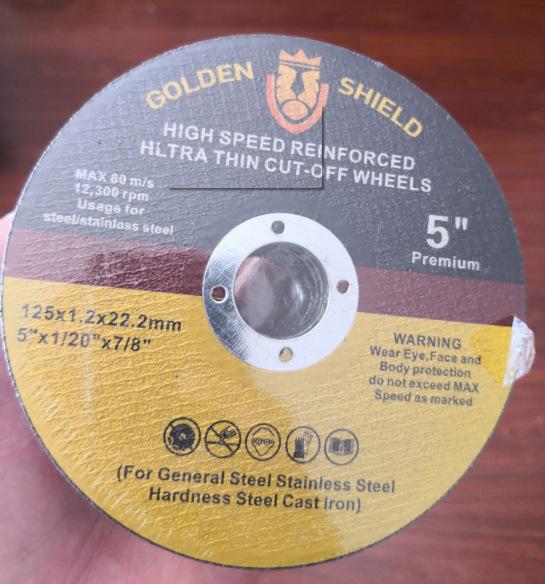 GOLDEN SHIELD
HIGH SPEED REINFORCED
HLTRA THIN CUT-OFF WHEELS
MAX 80 m/s
12,300 rpm
Usage for
steel/stainless steel
5"
Premium
125x1.2x22.2mm
5"x1/20"x7/8"
WARNING
Wear Eye,Face and
Body protection
do not exceed MAX
Speed as marked
(For General Steel Stainless Steel
Hardness Steel Cast Iron)